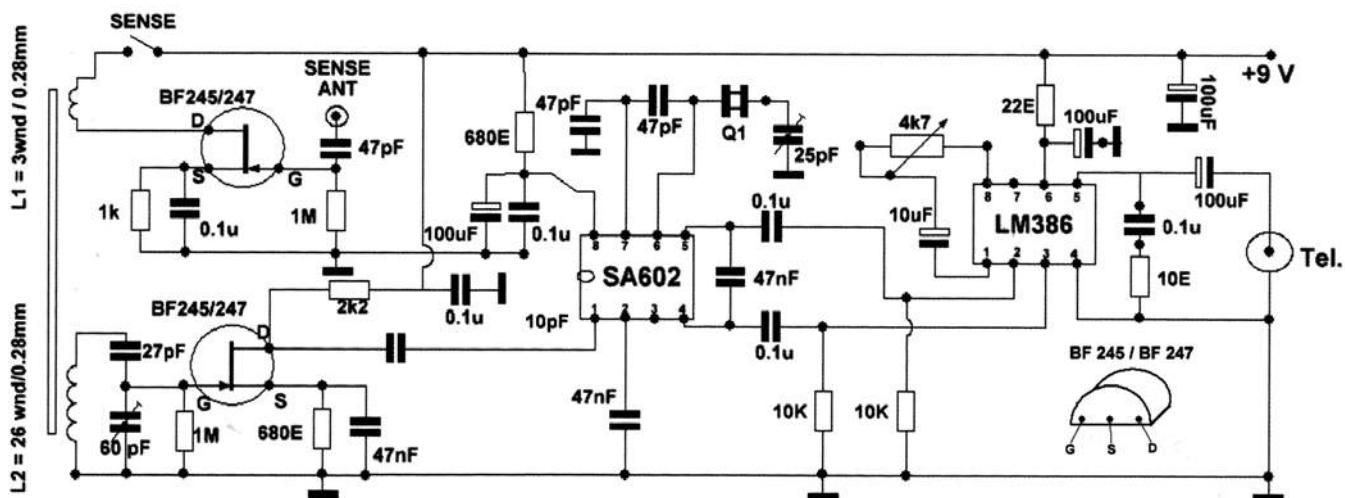 SENSE
L1 = 3wnd / 0.28mm
BF245/247
D
S
G
SENSE
ANT
47pF
1k
0.1u
1M
680E
100uF
0.1u
47pF
47pF
Q1
25pF
4k7
22E
100uF
100uF
+9 V
8 7 6 5
SA602
1 2 3 4
10pF
0.1u
47nF
0.1u
10uF
8 7 6 5
LM386
1 2 3 4
100uF
0.1u
10E
Tel.
2k2
0.1u
L2 = 26 wnd/0.28mm
BF245/247
D
G
S
27pF
60 pF
1M
680E
47nF
47nF
10K
10K
BF 245 / BF 247
G S D